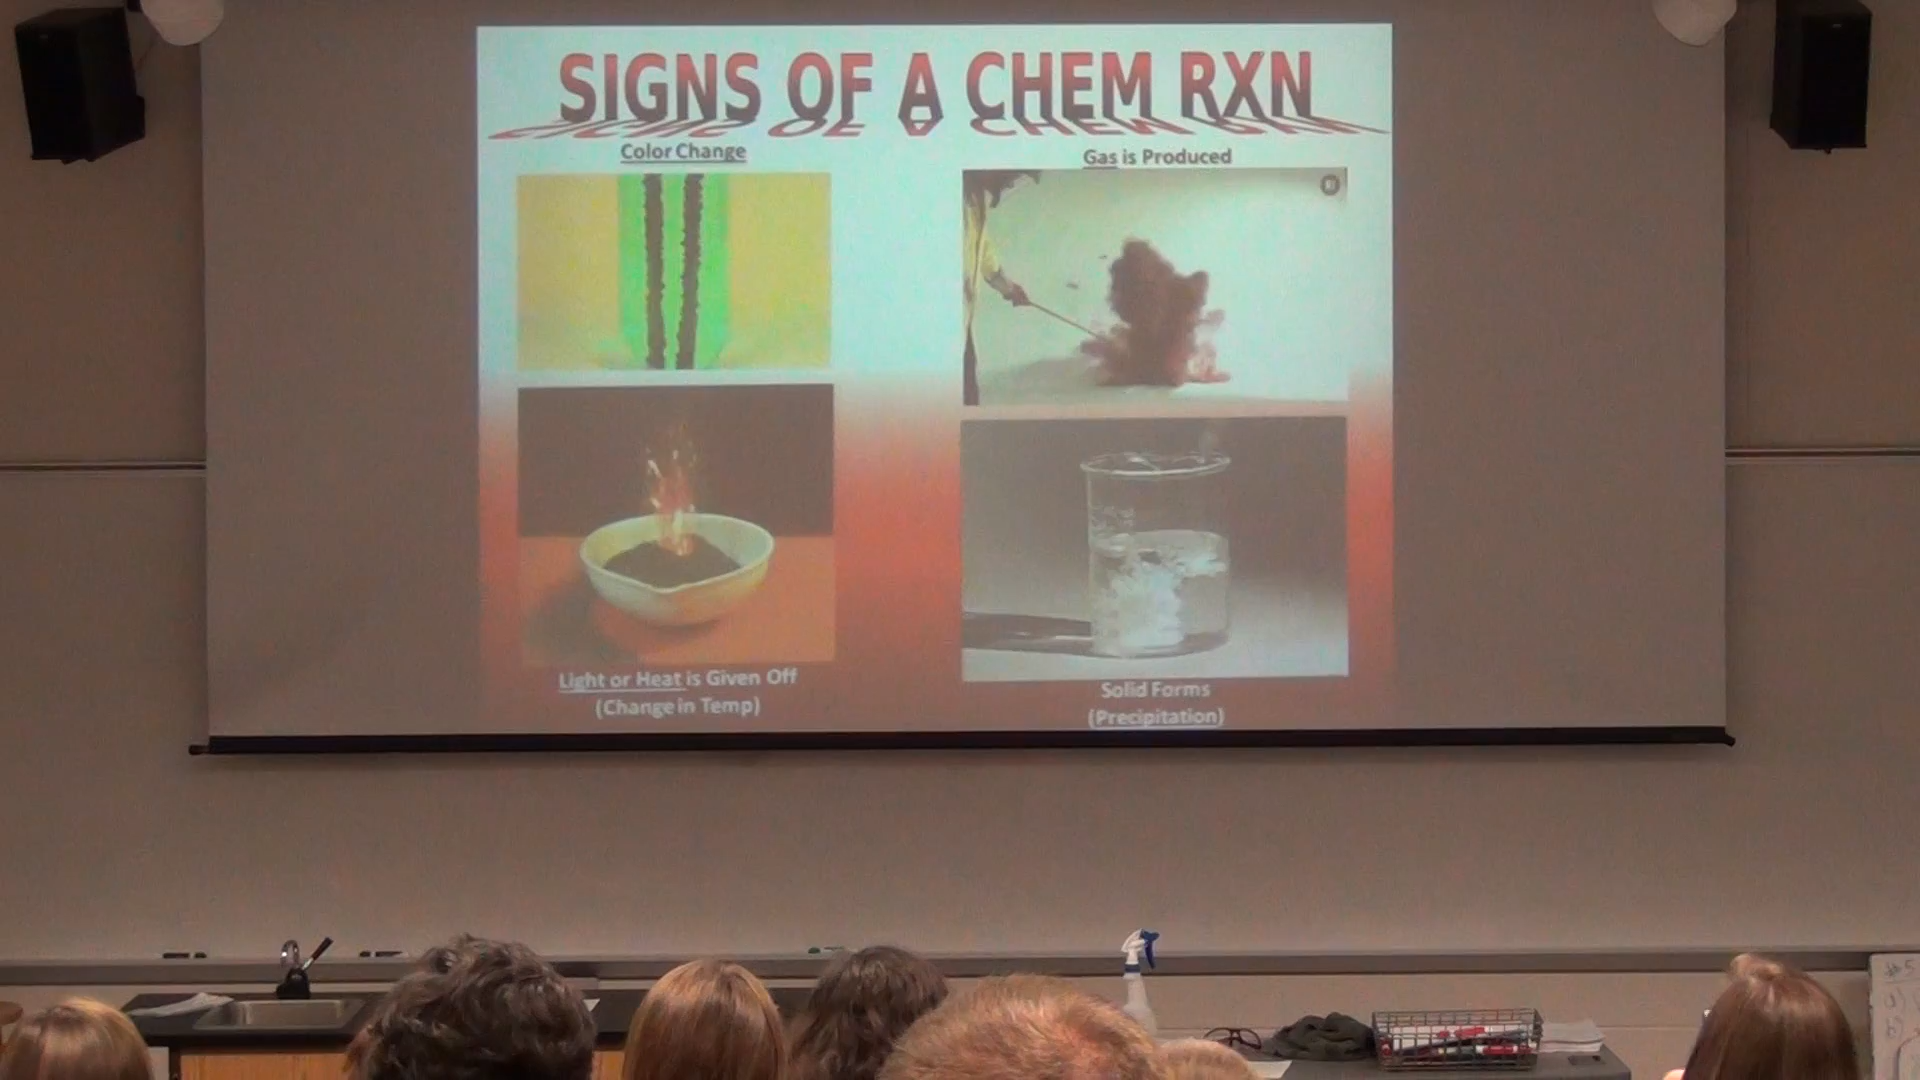 SIGNS OF A CHEM RXN
Color Change
Gas is Produced
Light or Heat is Given Off
(Change in Temp)
Solid Forms
(Precipitation)
#5
a)
b)